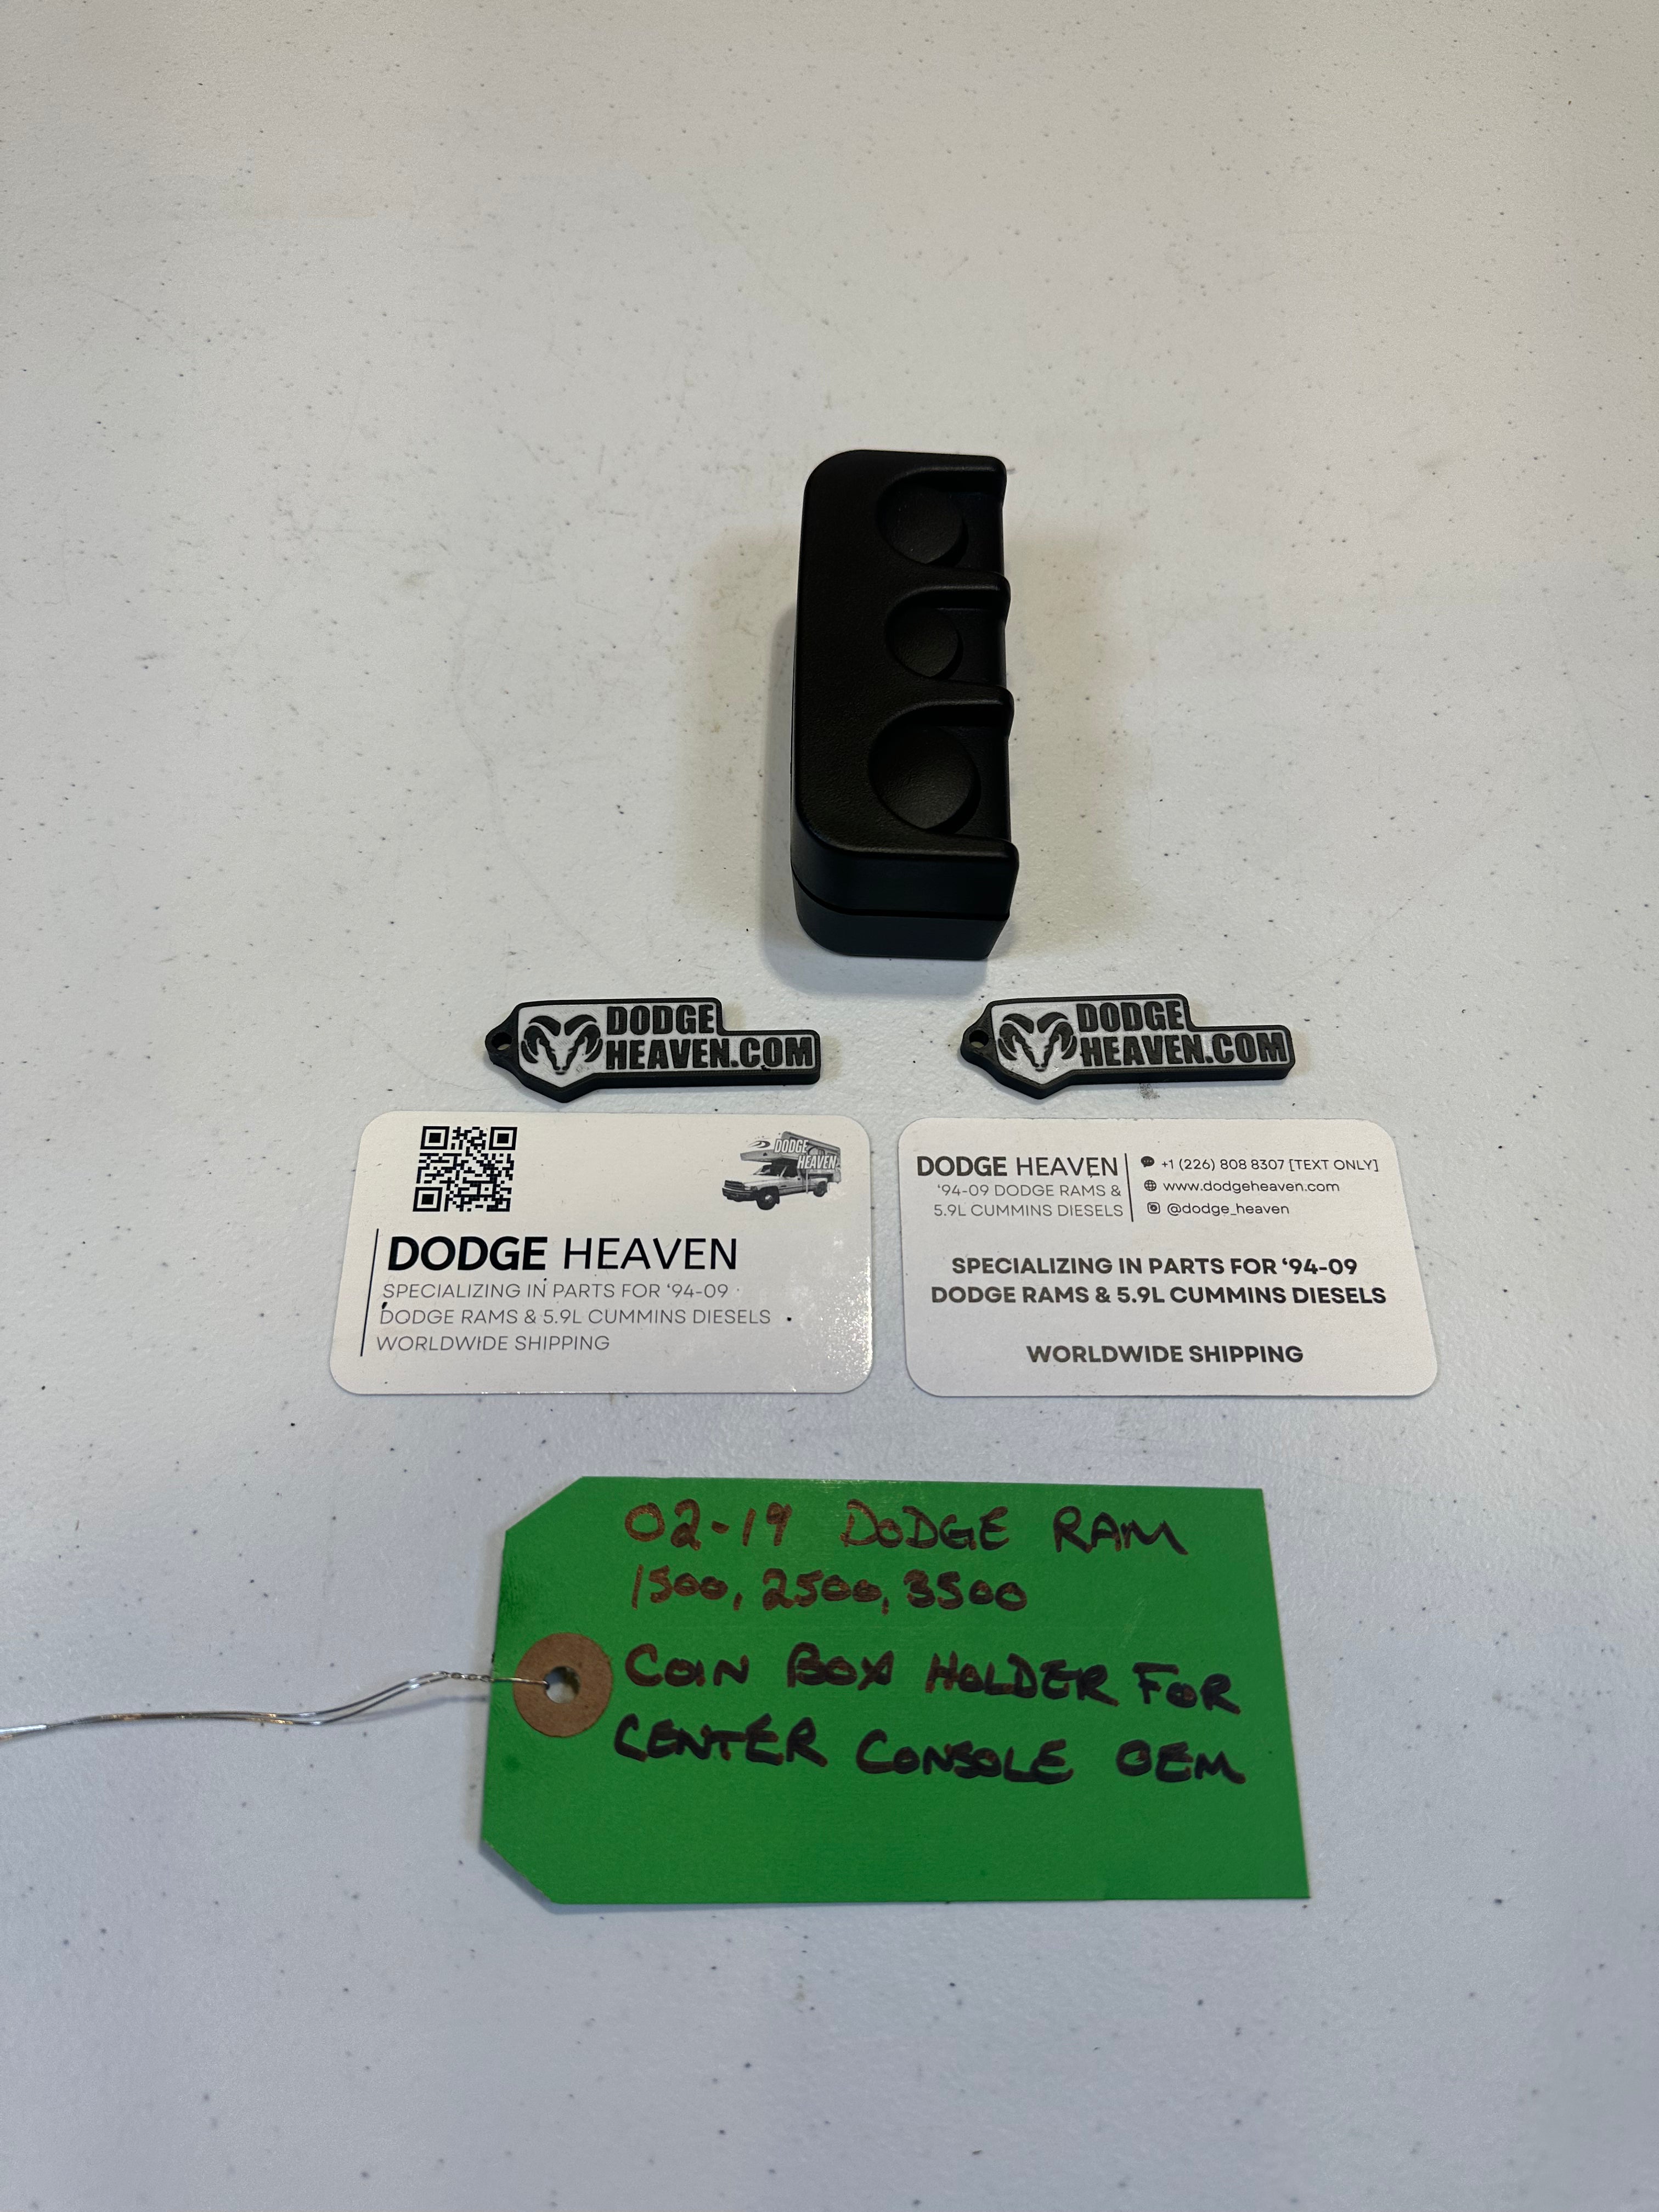 DODGE
HEAVEN.COM
DODGE
HEAVEN.COM
DODGE
HEAVEN
DODGE HEAVEN
SPECIALIZING IN PARTS FOR ‘94-09
DODGE RAMS & 5.9L CUMMINS DIESELS
WORLDWIDE SHIPPING
DODGE HEAVEN
‘94-09 DODGE RAMS &
5.9L CUMMINS DIESELS
+1 (226) 808 8307 [TEXT ONLY]
www.dodgeheaven.com
@dodge_heaven
SPECIALIZING IN PARTS FOR ‘94-09
DODGE RAMS & 5.9L CUMMINS DIESELS
WORLDWIDE SHIPPING
02-19 DODGE RAM
1500, 2500, 3500
COIN BOX HOLDER FOR
CENTER CONSOLE OEM